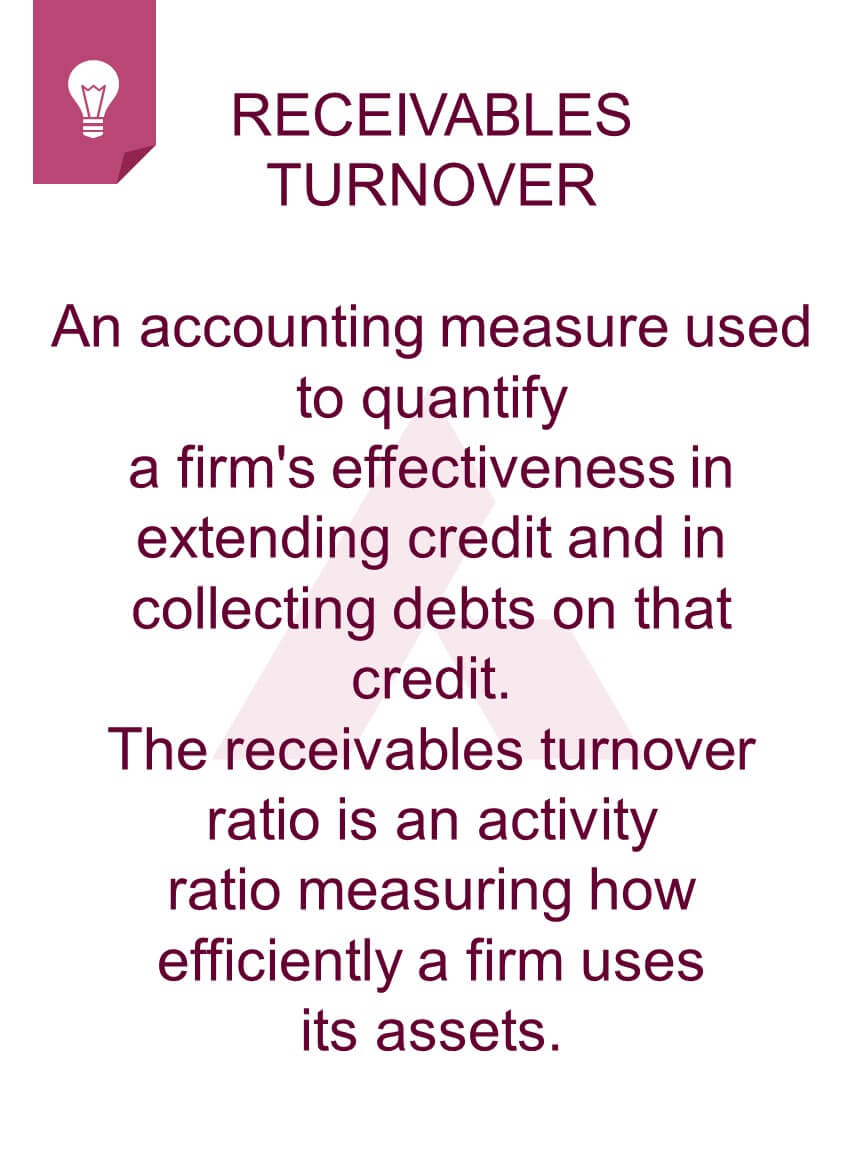 RECEIVABLES
TURNOVER
An accounting measure used
to quantify
a firm's effectiveness in
extending credit and in
collecting debts on that
credit.
The receivables turnover
ratio is an activity
ratio measuring how
efficiently a firm uses
its assets.